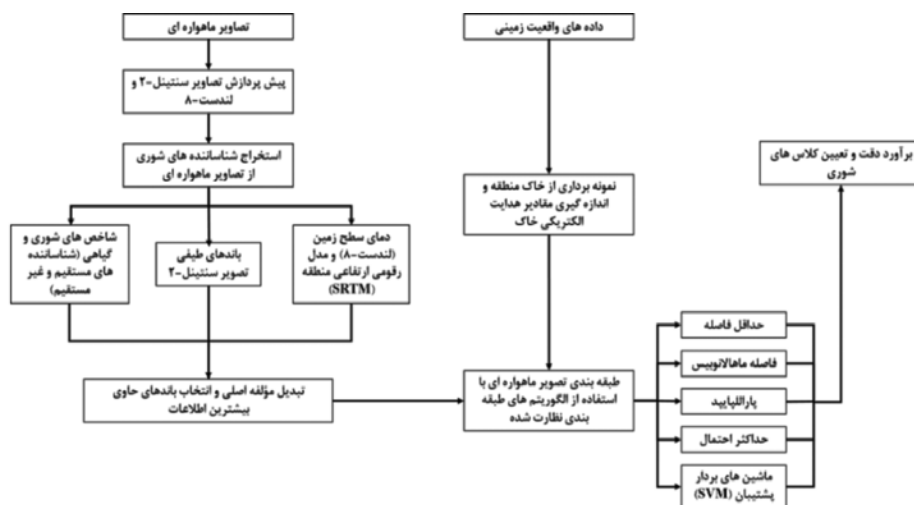 تصاویر ماهواره ای
پیش پردازش تصاویر سنتینل-۲ و
لندست-۸
استخراج شناساننده های شوری
از تصاویر ماهواره ای
شاخص های شوری و
گیاهی (شناساننده
های مستقیم و غیر
مستقیم)
باندهای طیفی
تصویر سنتینل-۲
دمای سطح زمین
(لندست-۸) و مدل
رقومی ارتفاعی منطقه
(SRTM)
تبدیل مؤلفه اصلی و انتخاب باندهای حاوی
بیشترین اطلاعات
داده های واقعیت زمینی
نمونه برداری از خاک منطقه و
اندازه گیری مقادیر هدایت
الکتریکی خاک
طبقه بندی تصویر ماهواره ای با
استفاده از الگوریتم های طبقه
بندی نظارت شده
حداقل فاصله
فاصله ماهالانوبیس
پاراللپایپد
حداکثر احتمال
ماشین های بردار
پشتیبان (SVM)
برآورد دقت و تعیین کلاس های
شوری